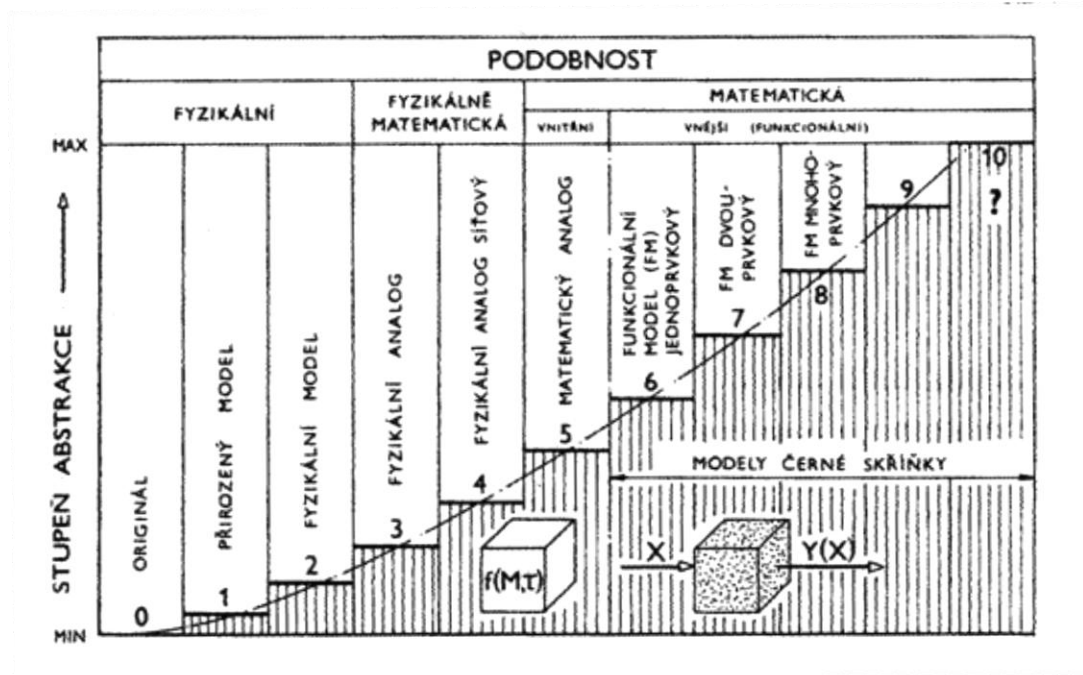 PODOBNOST
FYZIKÁLNÍ
FYZIKÁLNĚ
MATEMATICKÁ
MATEMATICKÁ
VNITŘNÍ
VNĚJŠÍ (FUNKCIONÁLNÍ)
MAX
STUPEŇ ABSTRAKCE
MIN
ORIGINÁL
0
PŘIROZENÝ MODEL
1
FYZIKÁLNÍ MODEL
2
FYZIKÁLNÍ ANALOG
3
FYZIKÁLNÍ ANALOG SÍŤOVÝ
4
MATEMATICKÝ ANALOG
5
FUNKCIONÁLNÍ
MODEL (FM)
JEDNOPRVKOVÝ
6
FM DVOU-
PRVKOVÝ
7
FM MNOHO-
PRVKOVÝ
8
9
10
?
MODELY ČERNÉ SKŘÍŇKY
f(M,τ)
X
Y(X)